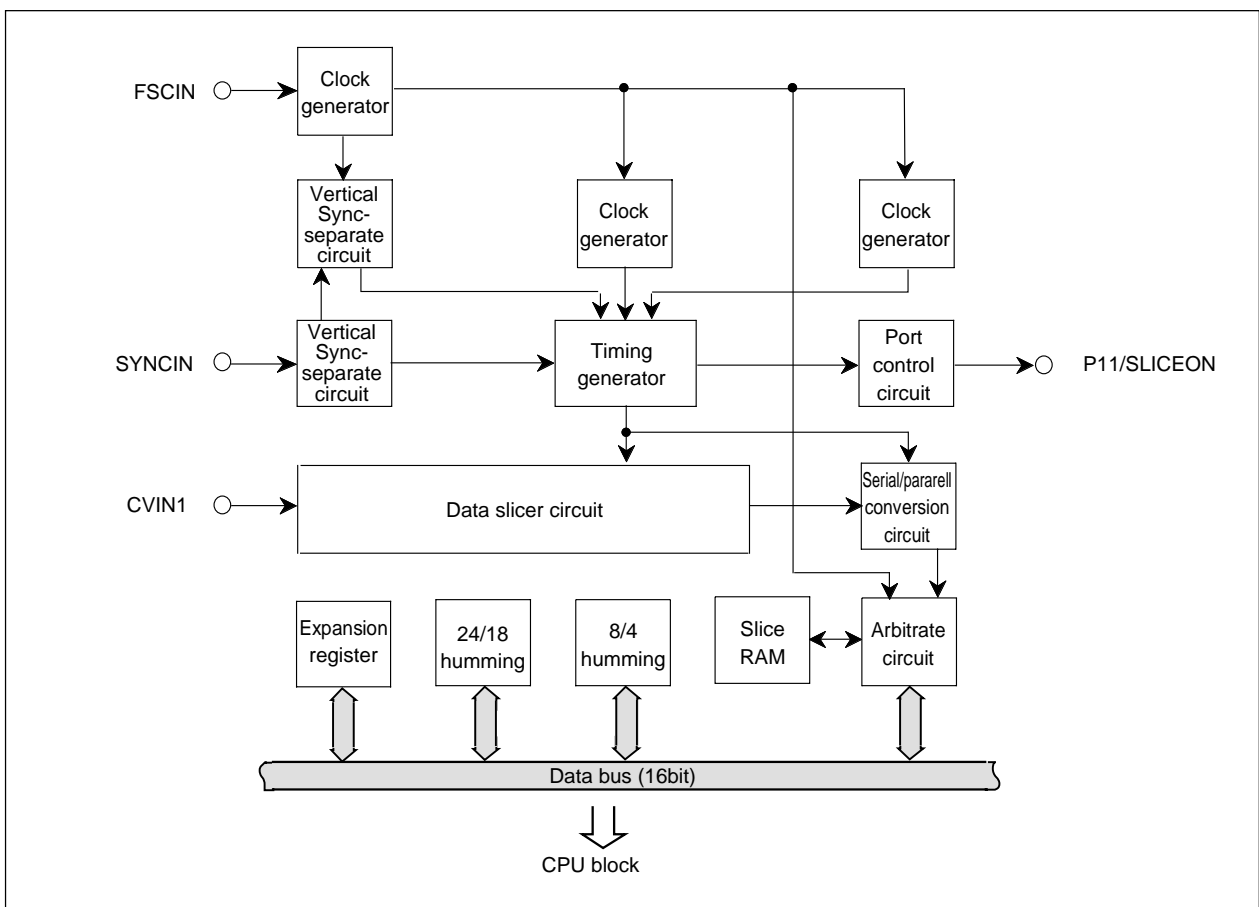 FSCIN
Clock
generator
Vertical
Sync-
separate
circuit
Clock
generator
Clock
generator
SYNCIN
Vertical
Sync-
separate
circuit
Timing
generator
Port
control
circuit
P11/SLICEON
CVIN1
Data slicer circuit
Serial/pararell
conversion
circuit
Expansion
register
24/18
humming
8/4
humming
Slice
RAM
Arbitrate
circuit
Data bus (16bit)
CPU block